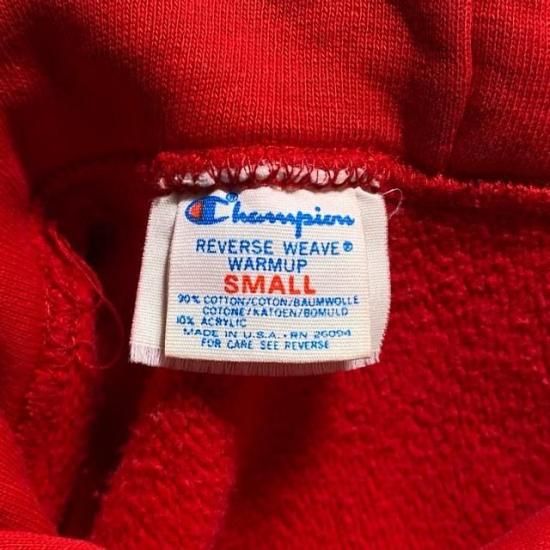 Champion
REVERSE WEAVE®
WARMUP
SMALL
90% COTTON/COTON/BAUMWOLLE
COTONE/KATOEN/BOMULD
10% ACRYLIC
MADE IN U.S.A. • RN 26094
FOR CARE SEE REVERSE